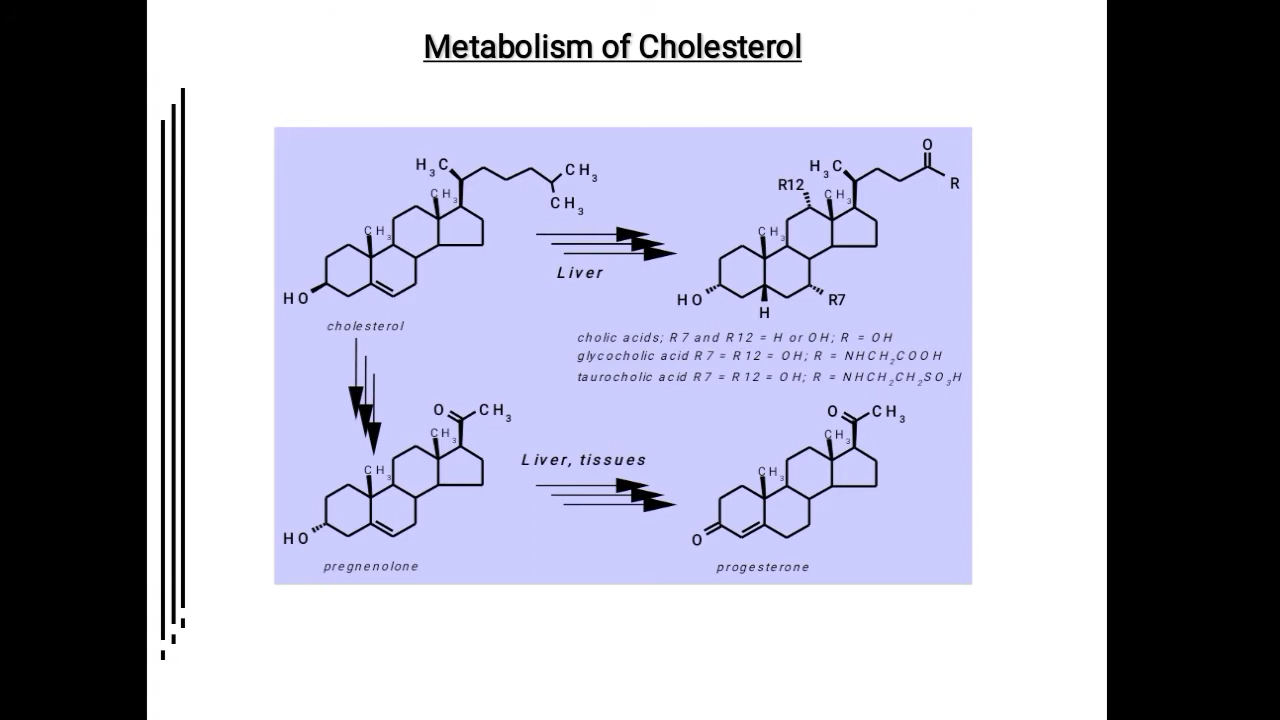 Metabolism of Cholesterol
H₃C
CH₃
CH₃
CH₃
CH₃
HO
cholesterol
Liver
O
H₃C
R
R12
CH₃
CH₃
HO
R7
H
cholic acids; R7 and R12 = H or OH; R = OH
glycocholic acid R7 = R12 = OH; R = NHCH₂COOH
taurocholic acid R7 = R12 = OH; R = NHCH₂CH₂SO₃H
O
CH₃
CH₃
CH₃
HO
pregnenolone
Liver, tissues
O
CH₃
CH₃
CH₃
O
progesterone